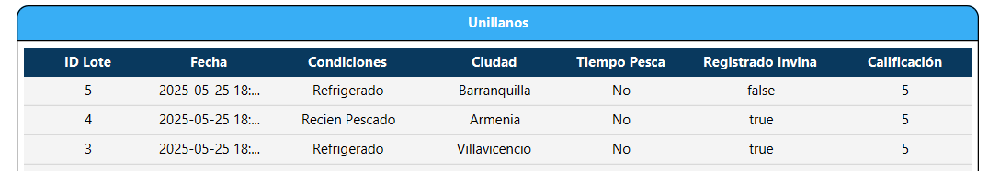 Unillanos
ID Lote Fecha Condiciones Ciudad Tiempo Pesca Registrado Invina Calificación
5 2025-05-25 18:... Refrigerado Barranquilla No false 5
4 2025-05-25 18:... Recien Pescado Armenia No true 5
3 2025-05-25 18:... Refrigerado Villavicencio No true 5